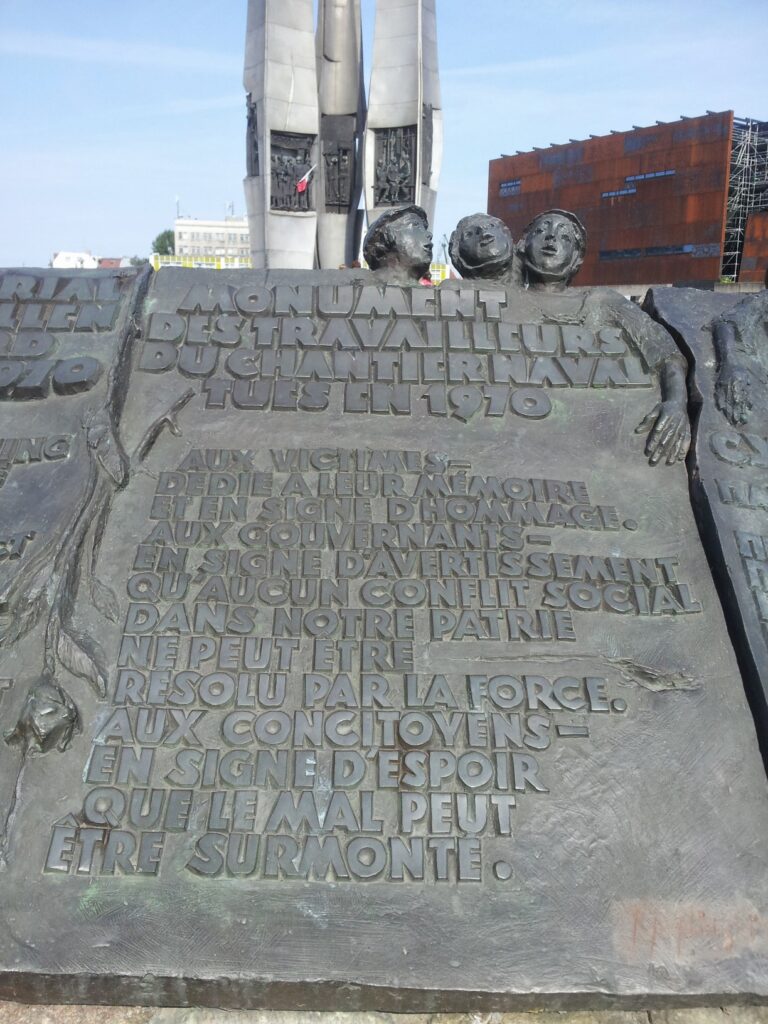 MONUMENT
DES TRAVAILLEURS
DU CHANTIER NAVAL
TUES EN 1970
AUX VICTIMES–
DÉDIÉ A LEUR MÉMOIRE
ET EN SIGNE D'HOMMAGE.
AUX GOUVERNANTS–
EN SIGNE D'AVERTISSEMENT
QU'AUCUN CONFLIT SOCIAL
DANS NOTRE PATRIE
NE PEUT ÊTRE
RÉSOLU PAR LA FORCE.
AUX CONCITOYENS–
EN SIGNE D'ESPOIR
QUE LE MAL PEUT
ÊTRE SURMONTÉ.